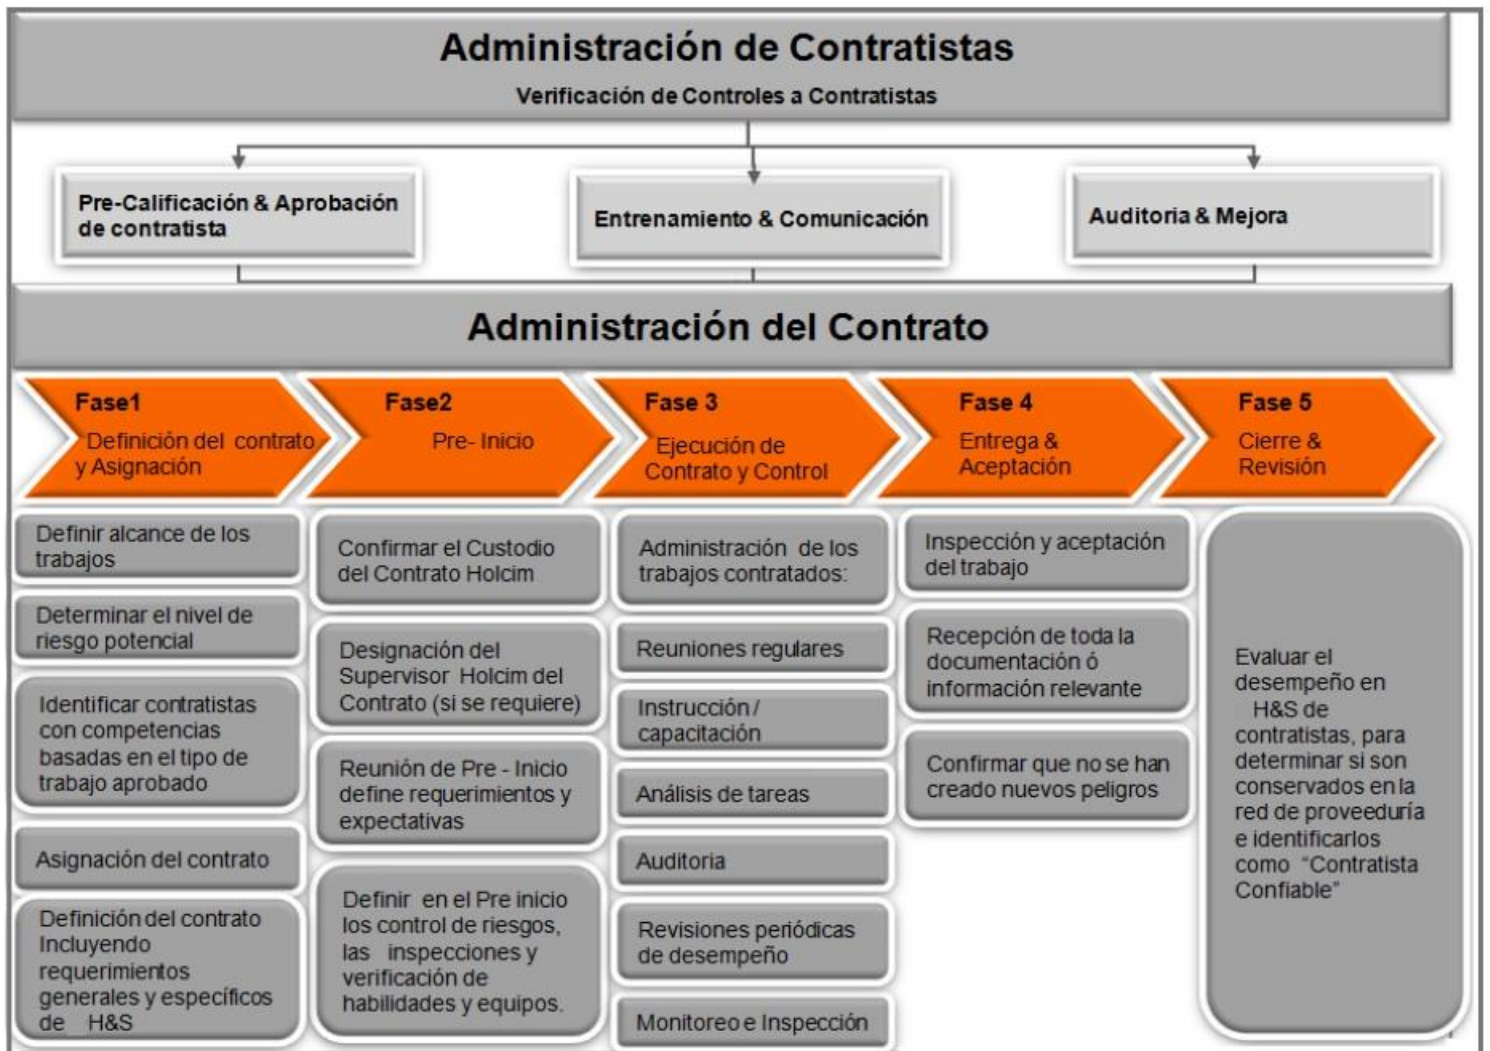 Administración de Contratistas
Verificación de Controles a Contratistas
Pre-Calificación & Aprobación
de contratista
Entrenamiento & Comunicación
Auditoria & Mejora
Administración del Contrato
Fase1
Definición del contrato
y Asignación
Fase2
Pre- Inicio
Fase 3
Ejecución de
Contrato y Control
Fase 4
Entrega &
Aceptación
Fase 5
Cierre &
Revisión
Definir alcance de los
trabajos
Determinar el nivel de
riesgo potencial
Identificar contratistas
con competencias
basadas en el tipo de
trabajo aprobado
Asignación del contrato
Definición del contrato
Incluyendo
requerimientos
generales y específicos
de H&S
Confirmar el Custodio
del Contrato Holcim
Designación del
Supervisor Holcim del
Contrato (si se requiere)
Reunión de Pre - Inicio
define requerimientos y
expectativas
Definir en el Pre inicio
los control de riesgos,
las inspecciones y
verificación de
habilidades y equipos.
Administración de los
trabajos contratados:
Reuniones regulares
Instrucción /
capacitación
Análisis de tareas
Auditoria
Revisiones periódicas
de desempeño
Monitoreo e Inspección
Inspección y aceptación
del trabajo
Recepción de toda la
documentación ó
información relevante
Confirmar que no se han
creado nuevos peligros
Evaluar el
desempeño en
H&S de
contratistas, para
determinar si son
conservados en la
red de proveeduría
e identificarlos
como "Contratista
Confiable"